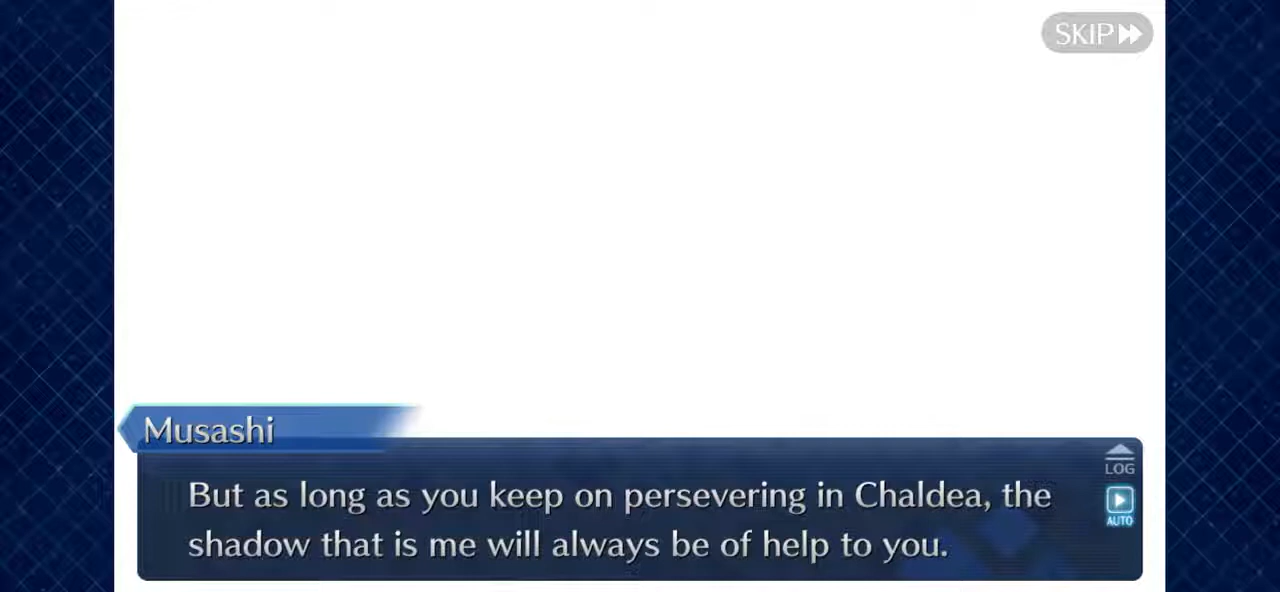 SKIP
Musashi
LOG
But as long as you keep on persevering in Chaldea, the
shadow that is me will always be of help to you.
AUTO